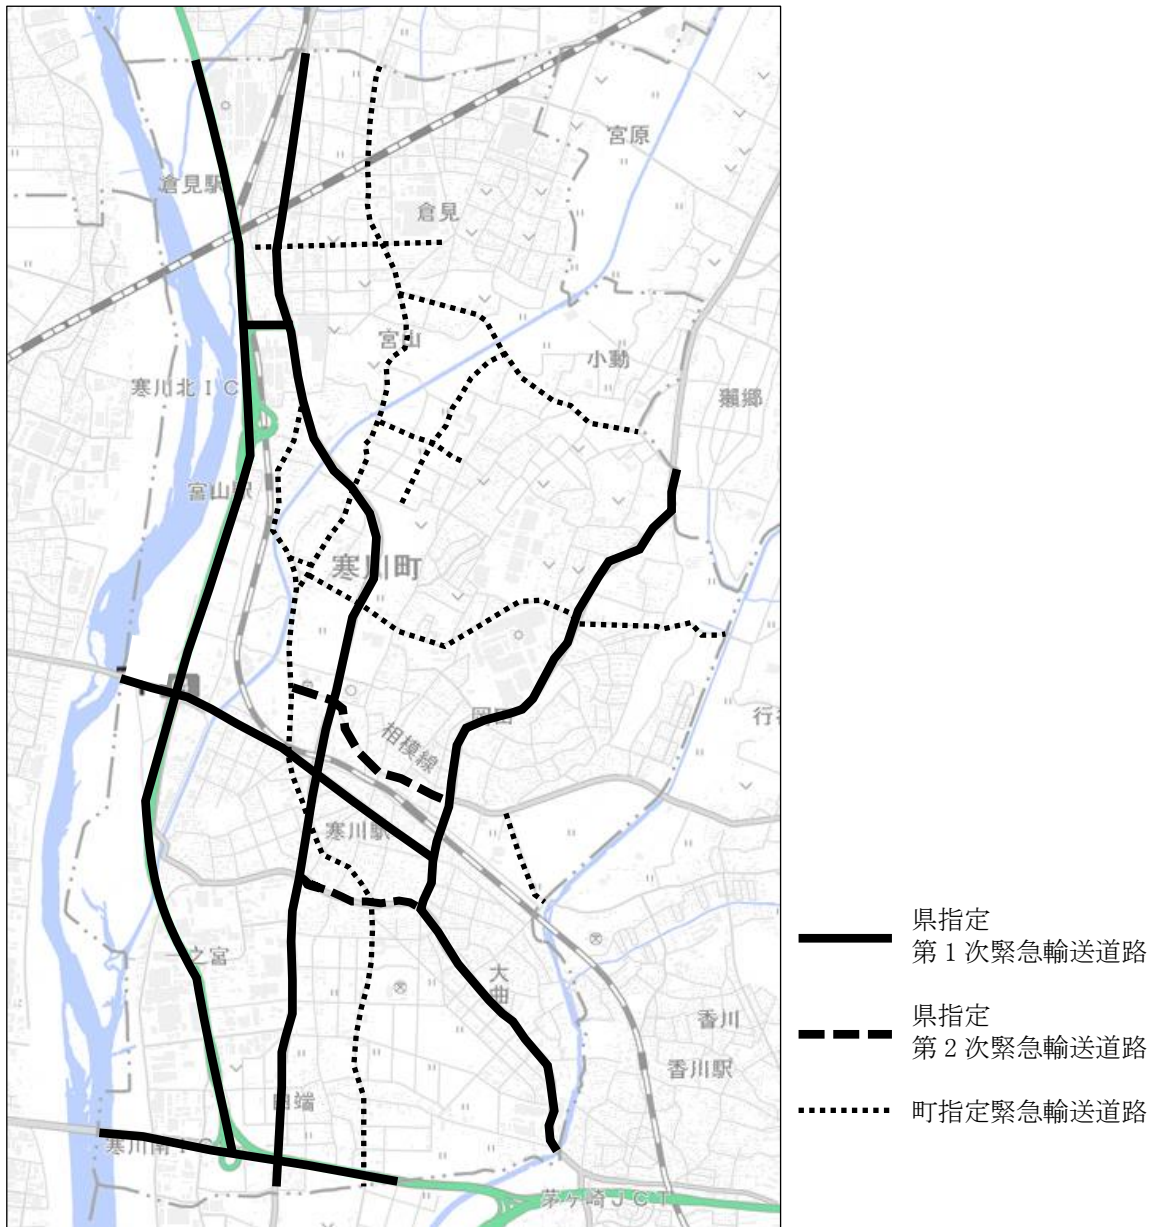 宮原
倉見駅
倉見
宮山
小動
寒川北ＩＣ
獺郷
宮山駅
寒川町
岡田
相模線
寒川駅
一之宮
大曲
香川
香川駅
田端
寒川南ＩＣ
茅ヶ崎ＪＣＴ
県指定
第１次緊急輸送道路
県指定
第２次緊急輸送道路
町指定緊急輸送道路